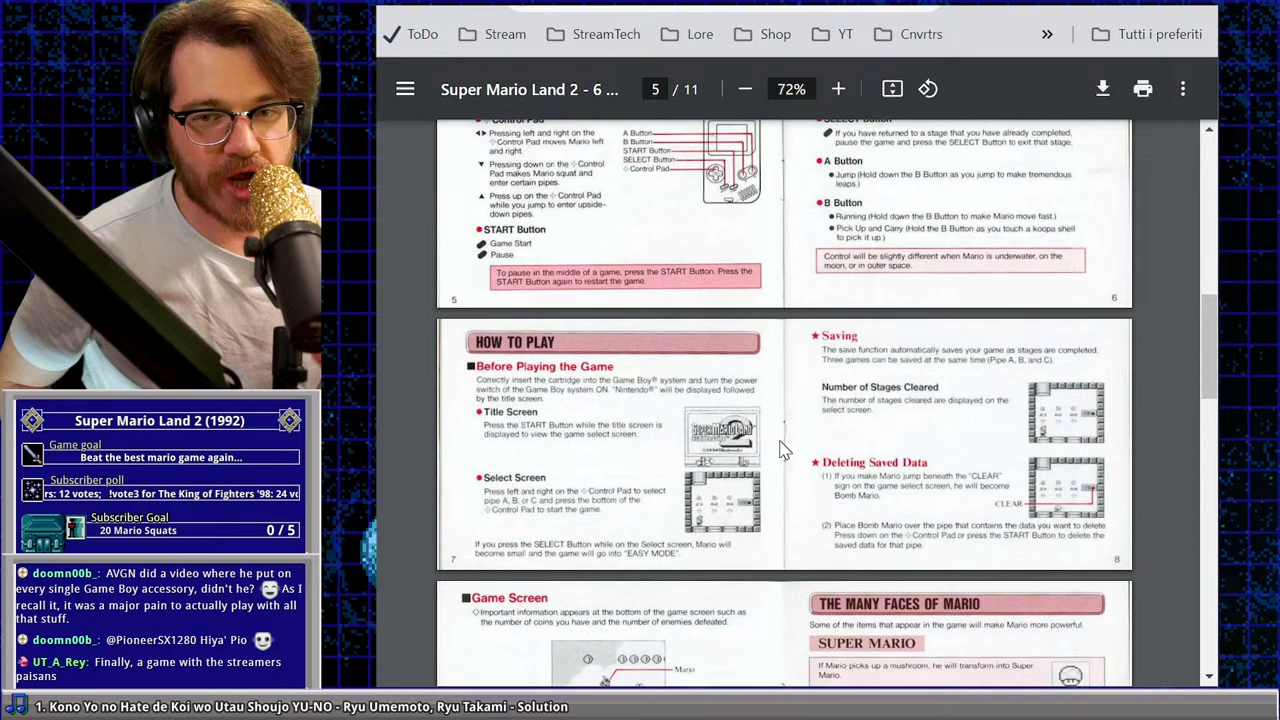 ToDo
Stream
StreamTech
Lore
Shop
YT
Cnvrtrs
Tutti i preferiti
Super Mario Land 2 - 6 ...
5 / 11
72%
Control Pad
Pressing left and right on the
Control Pad moves Mario left
and right.
Pressing down on the Control
Pad makes Mario squat and
enter certain pipes.
Press up on the Control Pad
while you jump to enter upside-
down pipes.
A Button
B Button
START Button
SELECT Button
Control Pad
START Button
Game Start
Pause
To pause in the middle of a game, press the START Button. Press the
START Button again to restart the game.
5
SELECT Button
If you have returned to a stage that you have already completed,
pause the game and press the SELECT Button to exit that stage.
A Button
Jump (Hold down the B Button as you jump to make tremendous
leaps.)
B Button
Running (Hold down the B Button to make Mario move fast.)
Pick Up and Carry (Hold the B Button as you touch a koopa shell
to pick it up.)
Control will be slightly different when Mario is underwater, on the
moon, or in outer space.
6
HOW TO PLAY
Before Playing the Game
Correctly insert the cartridge into the Game Boy® system and turn the power
switch of the Game Boy system ON. "Nintendo®" will be displayed followed
by the title screen.
Title Screen
Press the START Button while the title screen is
displayed to view the game select screen.
SUPER MARIO LAND
2
Select Screen
Press left and right on the Control Pad to select
pipe A, B, or C and press the bottom of the
Control Pad to start the game.
If you press the SELECT Button while on the Select screen, Mario will
become small and the game will go into "EASY MODE".
7
★ Saving
The save function automatically saves your game as stages are completed.
Three games can be saved at the same time (Pipe A, B, and C).
Number of Stages Cleared
The number of stages cleared are displayed on the
select screen.
★ Deleting Saved Data
(1) If you make Mario jump beneath the "CLEAR"
sign on the game select screen, he will become
Bomb Mario.
CLEAR
(2) Place Bomb Mario over the pipe that contains the data you want to delete.
Press down on the Control Pad or press the START Button to delete the
saved data for that pipe.
8
Game Screen
Important information appears at the bottom of the game screen such as
the number of coins you have and the number of enemies defeated.
Mario
THE MANY FACES OF MARIO
Some of the items that appear in the game will make Mario more powerful.
SUPER MARIO
If Mario picks up a mushroom, he will transform into Super
Mario.
Super Mario Land 2 (1992)
Game goal
Beat the best mario game again...
Subscriber poll
rs: 12 votes; !vote3 for The King of Fighters '98: 24 vo
Subscriber Goal
20 Mario Squats 0 / 5
doomn00b_: AVGN did a video where he put on
every single Game Boy accessory, didn't he? As I
recall it, it was a major pain to actually play with all
that stuff.
doomn00b_: @PioneerSX1280 Hiya' Pio
UT_A_Rey: Finally, a game with the streamers
paisans
1. Kono Yo no Hate de Koi wo Utau Shoujo YU-NO - Ryu Umemoto, Ryu Takami - Solution